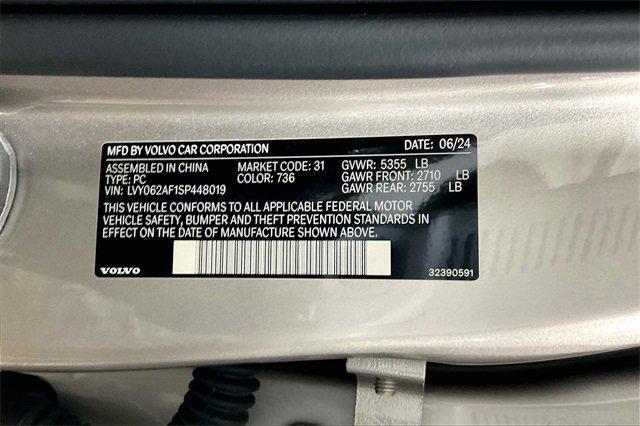 MFD BY VOLVO CAR CORPORATION DATE: 06/24
ASSEMBLED IN CHINA MARKET CODE: 31 GVWR: 5355 LB
TYPE: PC COLOR: 736 GAWR FRONT: 2710 LB
VIN: LVY062AF1SP448019 GAWR REAR: 2755 LB
THIS VEHICLE CONFORMS TO ALL APPLICABLE FEDERAL MOTOR
VEHICLE SAFETY, BUMPER AND THEFT PREVENTION STANDARDS IN
EFFECT ON THE DATE OF MANUFACTURE SHOWN ABOVE.
VOLVO 32390591